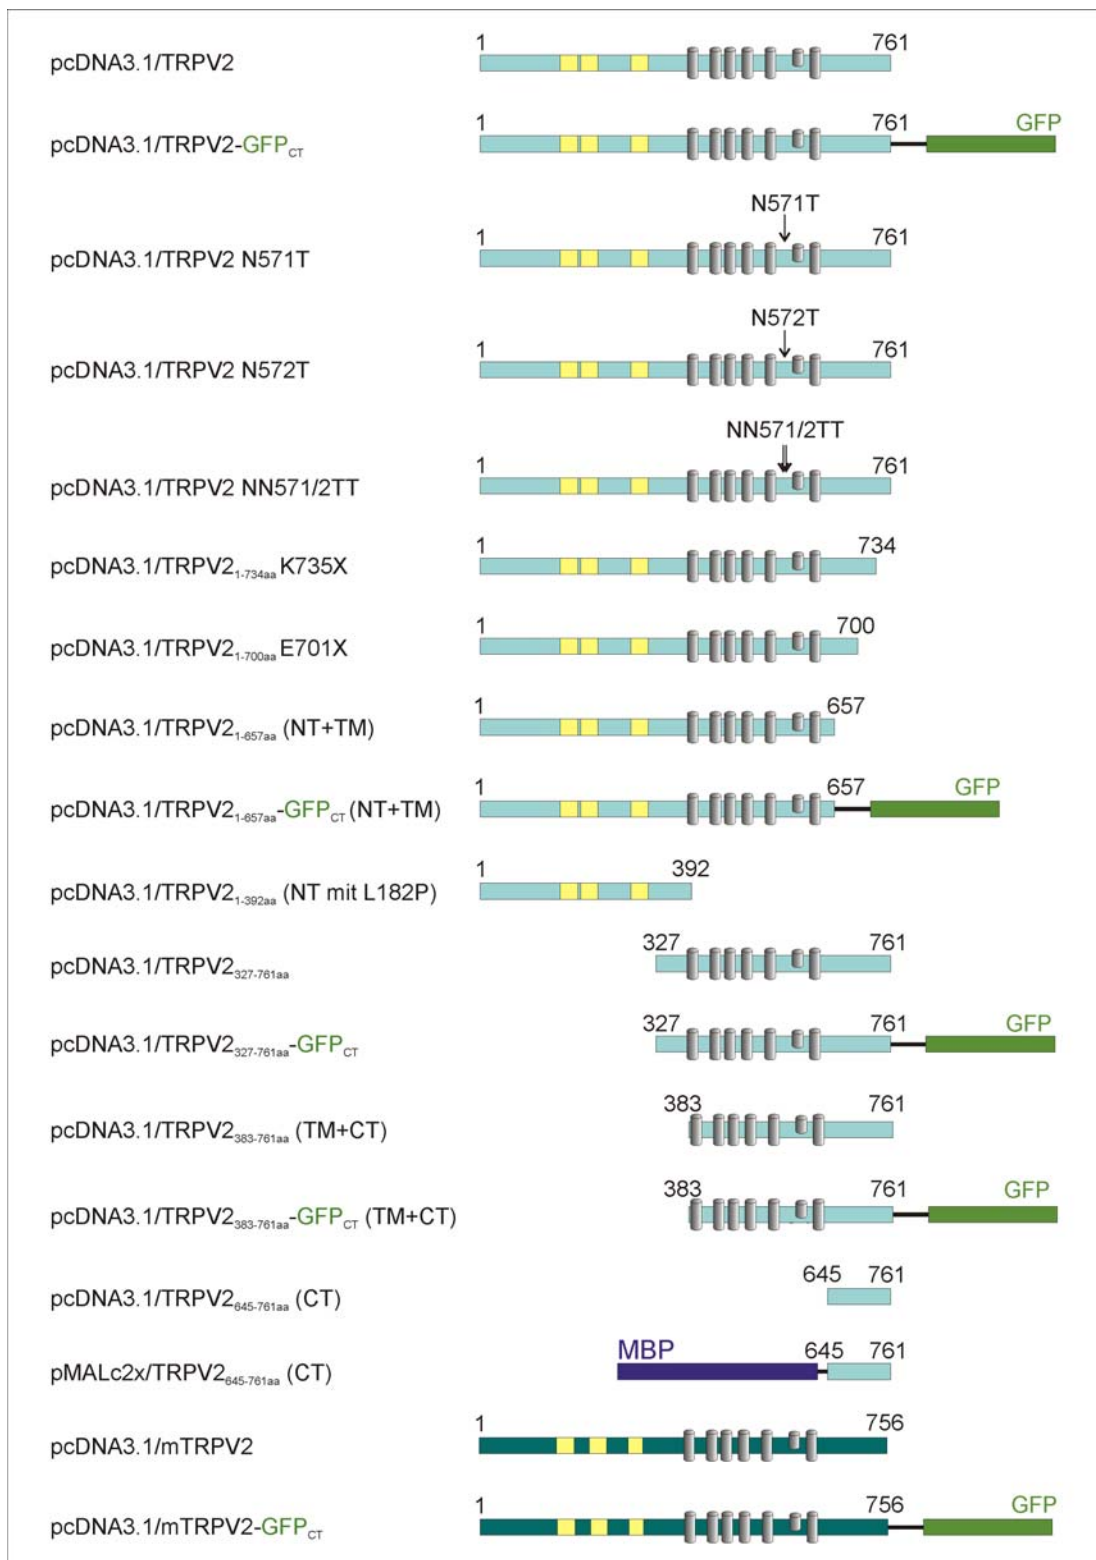 1 761
pcDNA3.1/TRPV2
1 761 GFP
pcDNA3.1/TRPV2-GFPCT
N571T
1 761
pcDNA3.1/TRPV2 N571T
N572T
1 761
pcDNA3.1/TRPV2 N572T
NN571/2TT
1 761
pcDNA3.1/TRPV2 NN571/2TT
1 734
pcDNA3.1/TRPV21-734aa K735X
1 700
pcDNA3.1/TRPV21-700aa E701X
1 657
pcDNA3.1/TRPV21-657aa (NT+TM)
1 657 GFP
pcDNA3.1/TRPV21-657aa-GFPCT (NT+TM)
1 392
pcDNA3.1/TRPV21-392aa (NT mit L182P)
327 761
pcDNA3.1/TRPV2327-761aa
327 761 GFP
pcDNA3.1/TRPV2327-761aa-GFPCT
383 761
pcDNA3.1/TRPV2383-761aa (TM+CT)
383 761 GFP
pcDNA3.1/TRPV2383-761aa-GFPCT (TM+CT)
645 761
pcDNA3.1/TRPV2645-761aa (CT)
MBP 645 761
pMALc2x/TRPV2645-761aa (CT)
1 756
pcDNA3.1/mTRPV2
1 756 GFP
pcDNA3.1/mTRPV2-GFPCT